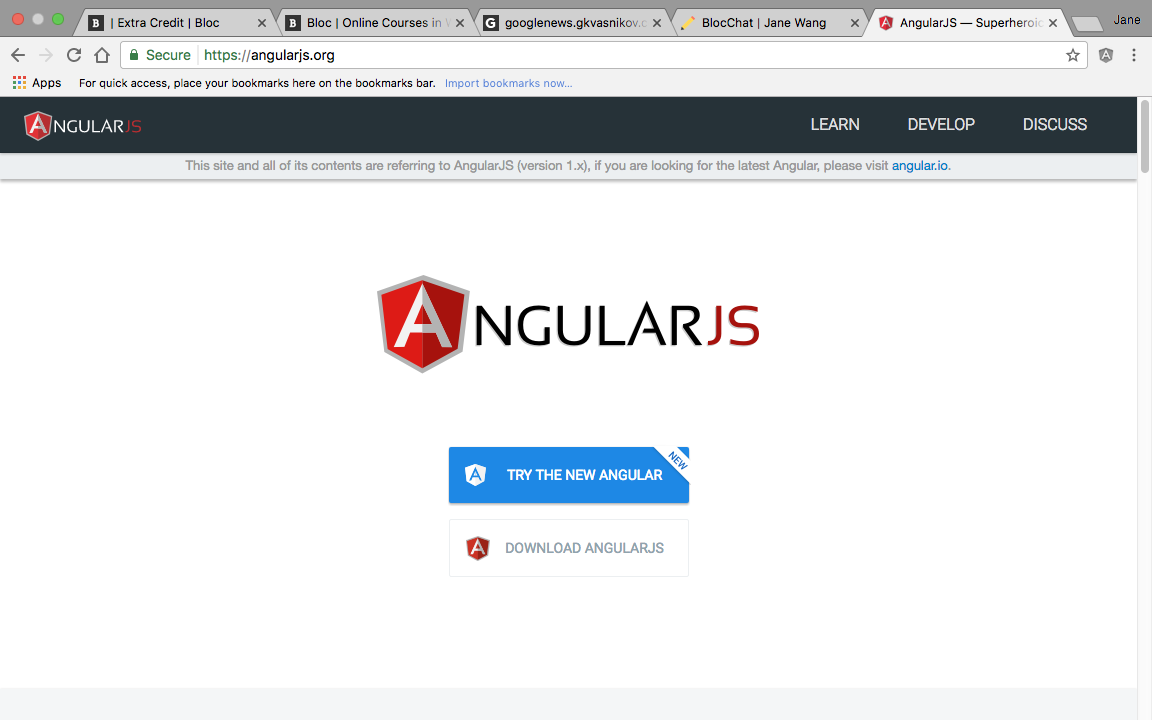 | Extra Credit | Bloc
Bloc | Online Courses in W
googlenews.gkvasnikov.c
BlocChat | Jane Wang
AngularJS — Superheroic
Jane
Secure https://angularjs.org
Apps For quick access, place your bookmarks here on the bookmarks bar. Import bookmarks now...
ANGULARJS LEARN DEVELOP DISCUSS
This site and all of its contents are referring to AngularJS (version 1.x), if you are looking for the latest Angular, please visit angular.io.
ANGULARJS
TRY THE NEW ANGULAR NEW
DOWNLOAD ANGULARJS